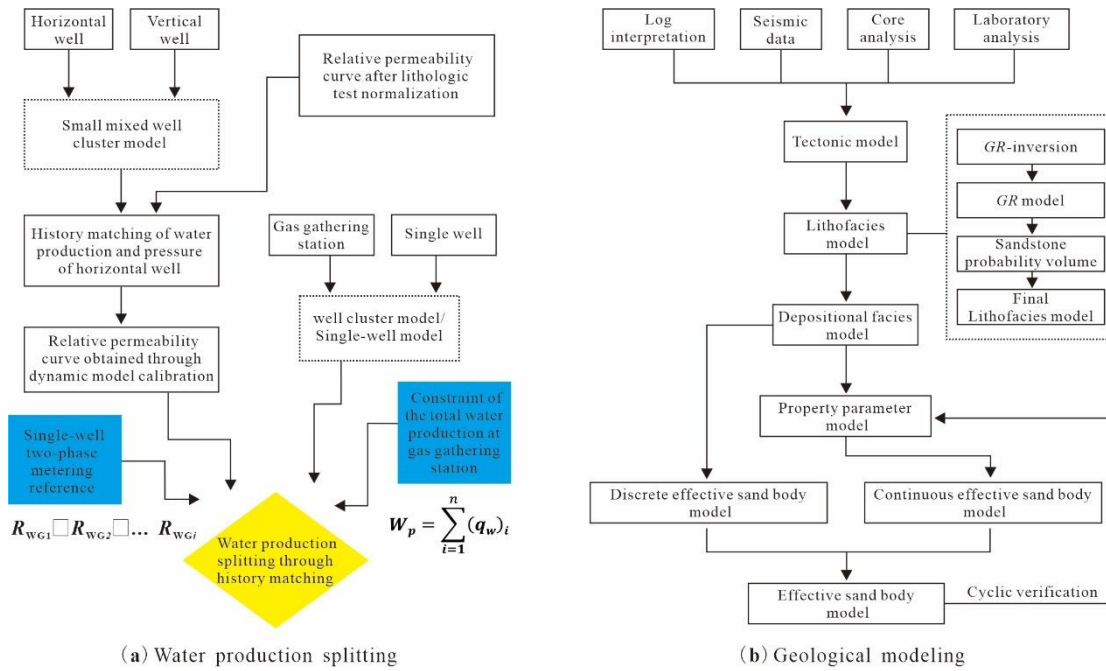 Horizontal
well
Vertical
well
Relative permeability
curve after lithologic
test normalization
Small mixed well
cluster model
History matching of water
production and pressure
of horizontal well
Gas gathering
station
Single well
well cluster model/
Single-well model
Relative permeability
curve obtained through
dynamic model calibration
Single-well
two-phase
metering
reference
Constraint of
the total water
production at
gas gathering
station
R_WG1□R_WG2□… R_WGi
W_p = ∑_{i=1}^{n} (q_w)_i
Water production
splitting through
history matching
(a) Water production splitting
Log
interpretation
Seismic
data
Core
analysis
Laboratory
analysis
Tectonic model
GR-inversion
GR model
Lithofacies
model
Sandstone
probability volume
Final
Lithofacies model
Depositional facies
model
Property parameter
model
Discrete effective sand body
model
Continuous effective sand body
model
Effective sand body
model
Cyclic verification
(b) Geological modeling